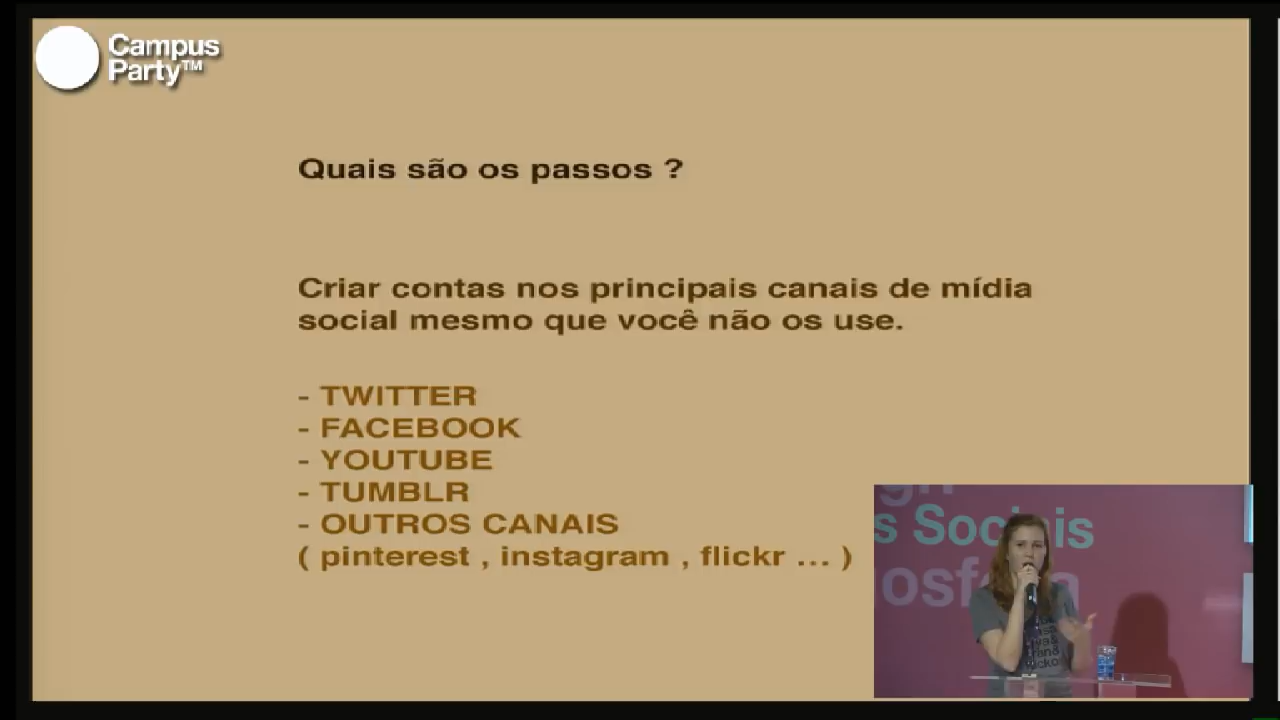 Campus
Party™
Quais são os passos ?
Criar contas nos principais canais de mídia
social mesmo que você não os use.
- TWITTER
- FACEBOOK
- YOUTUBE
- TUMBLR
- OUTROS CANAIS
( pinterest , instagram , flickr ... )
s Sociais